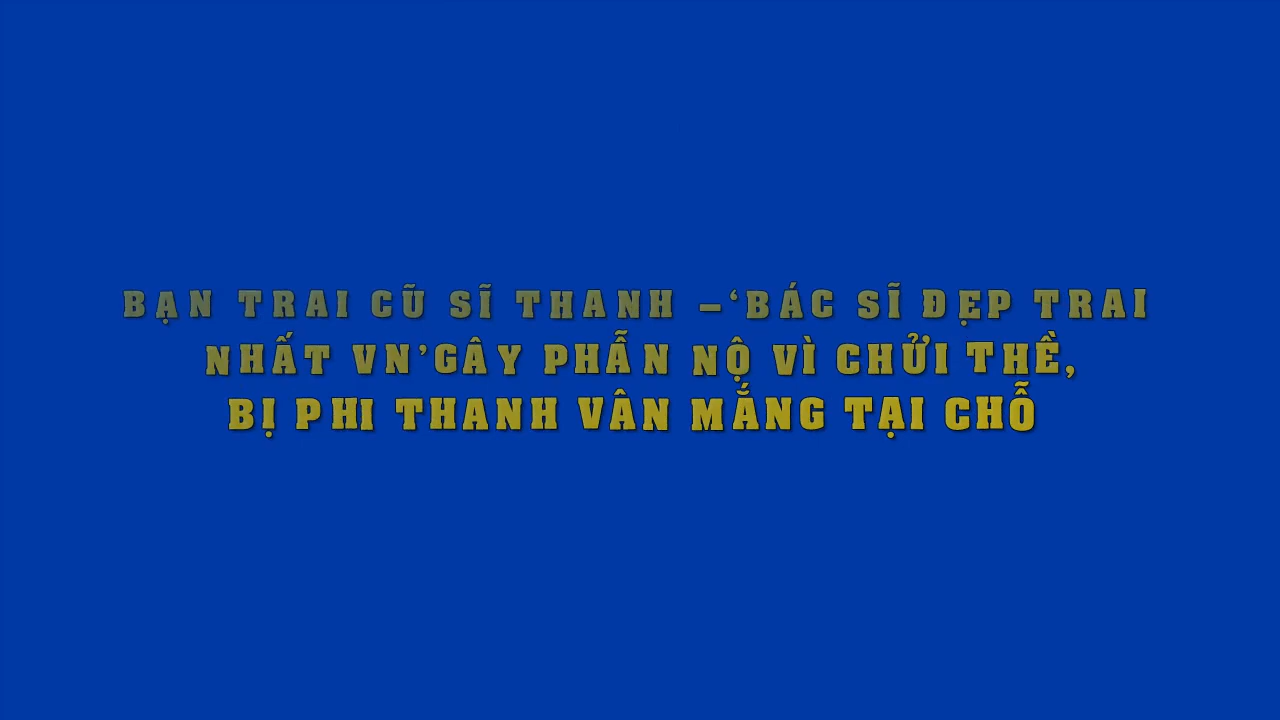 BẠN TRAI CŨ SĨ THANH –‘BÁC SĨ ĐẸP TRAI
NHẤT VN’GÂY PHẪN NỘ VÌ CHỬI THỀ,
BỊ PHI THANH VÂN MẮNG TẠI CHỖ